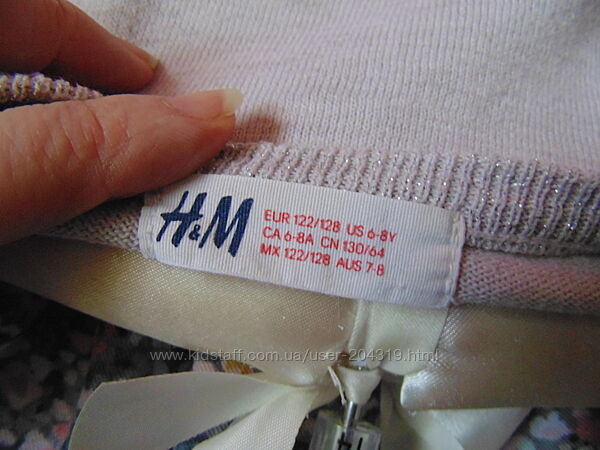 H&M
EUR 122/128 US 6-8Y
CA 6-8A CN 130/64
MX 122/128 AUS 7-8
www.kidstaff.com.ua/user-204319.html